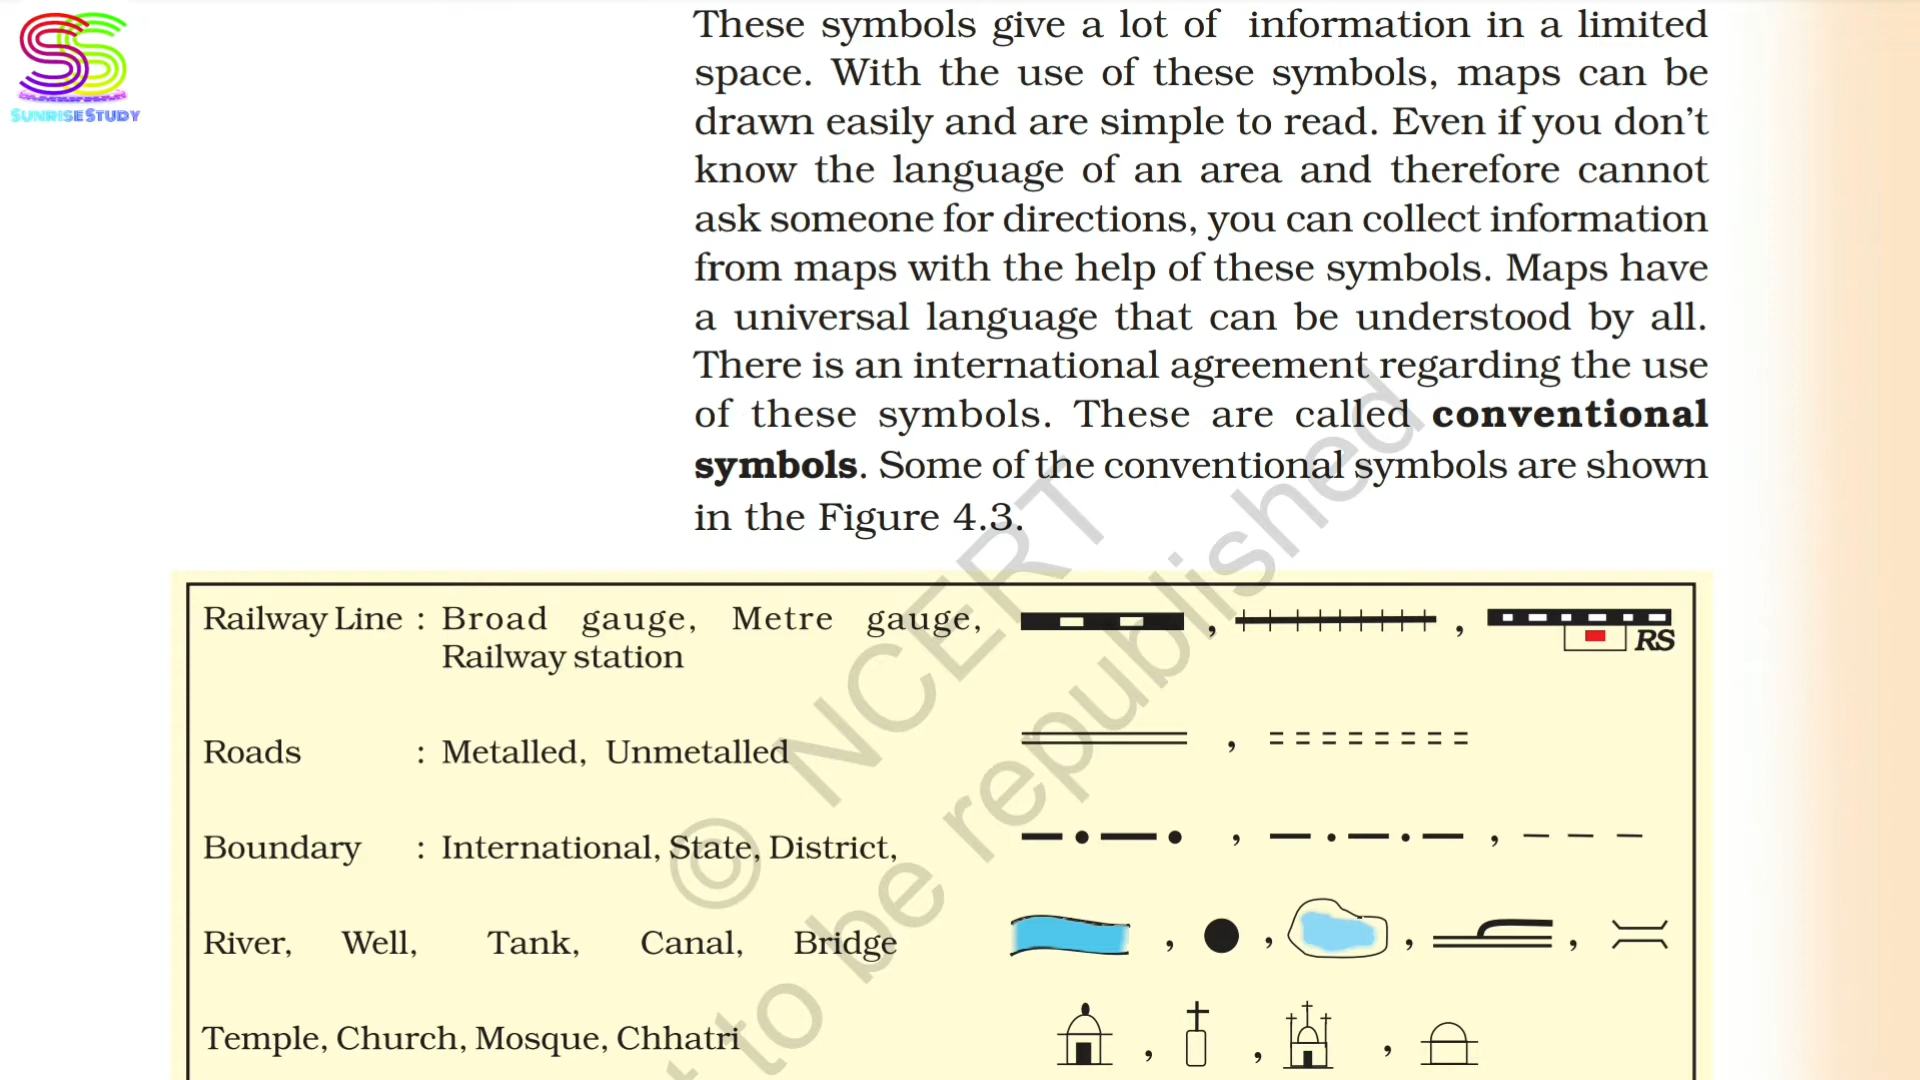 SS
SUNRISESTUDY
These symbols give a lot of information in a limited
space. With the use of these symbols, maps can be
drawn easily and are simple to read. Even if you don’t
know the language of an area and therefore cannot
ask someone for directions, you can collect information
from maps with the help of these symbols. Maps have
a universal language that can be understood by all.
There is an international agreement regarding the use
of these symbols. These are called conventional
symbols. Some of the conventional symbols are shown
in the Figure 4.3.
Railway Line : Broad gauge, Metre gauge, , , RS
Railway station
Roads : Metalled, Unmetalled ,
Boundary : International, State, District, , ,
River, Well, Tank, Canal, Bridge , , , ,
Temple, Church, Mosque, Chhatri , , ,
© NCERT
to be republished